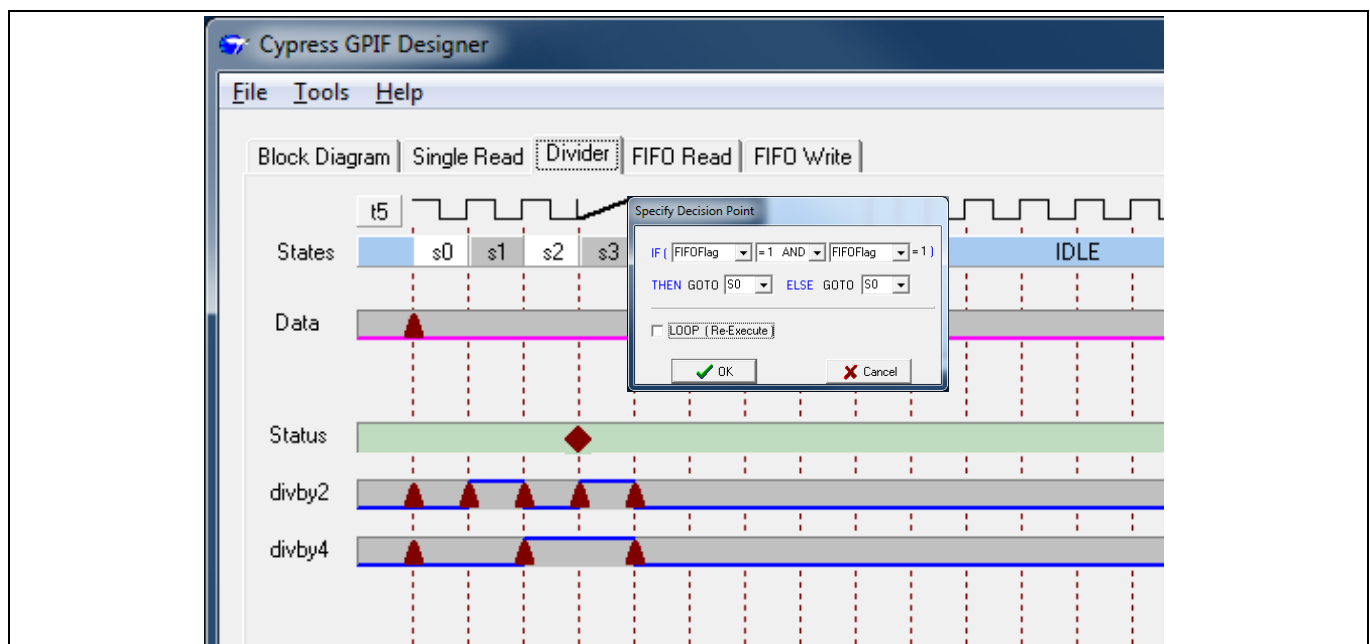 Cypress GPIF Designer
File Tools Help
Block Diagram Single Read Divider FIFO Read FIFO Write
t5
States s0 s1 s2 s3 IDLE
Specify Decision Point
IF ( FIFOFlag =1 AND FIFOFlag =1 )
THEN GOTO S0 ELSE GOTO S0
LOOP ( Re-Execute )
OK Cancel
Data
Status
divby2
divby4